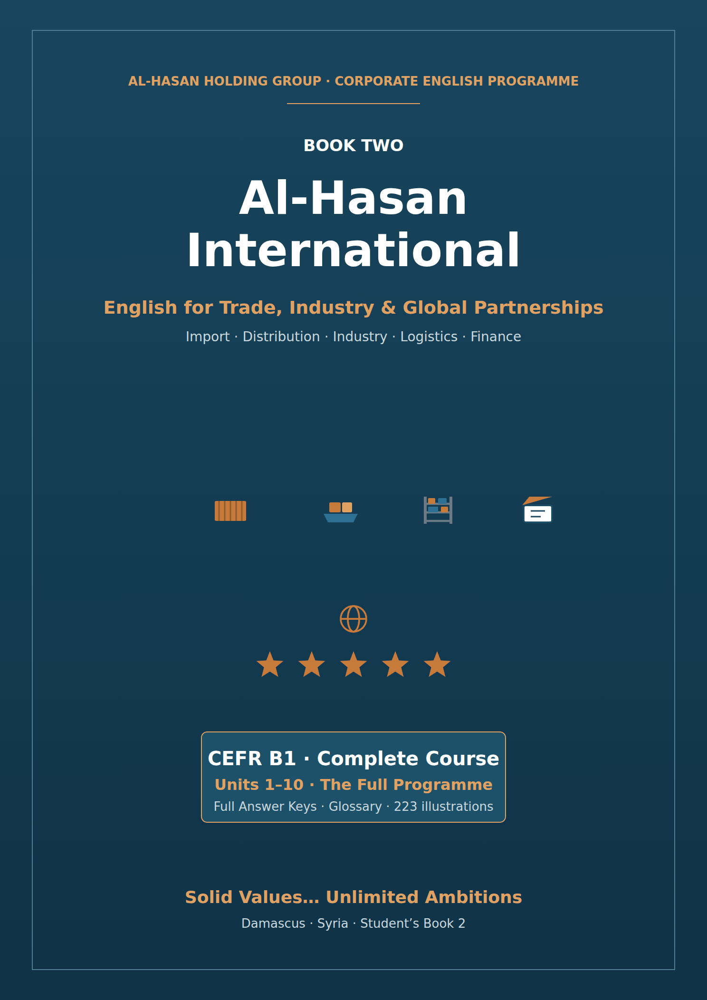 AL-HASAN HOLDING GROUP · CORPORATE ENGLISH PROGRAMME
BOOK TWO
Al-Hasan
International
English for Trade, Industry & Global Partnerships
Import · Distribution · Industry · Logistics · Finance
CEFR B1 · Complete Course
Units 1–10 · The Full Programme
Full Answer Keys · Glossary · 223 illustrations
Solid Values… Unlimited Ambitions
Damascus · Syria · Student’s Book 2